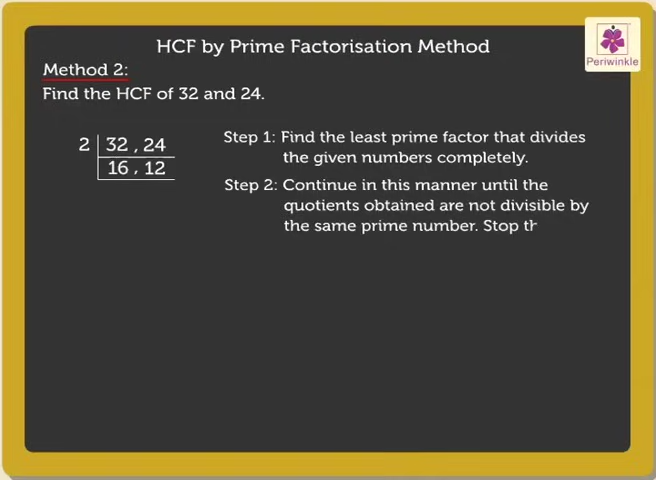 HCF by Prime Factorisation Method
Periwinkle
Method 2:
Find the HCF of 32 and 24.
2 | 32 , 24
16 , 12
Step 1: Find the least prime factor that divides
the given numbers completely.
Step 2: Continue in this manner until the
quotients obtained are not divisible by
the same prime number. Stop th